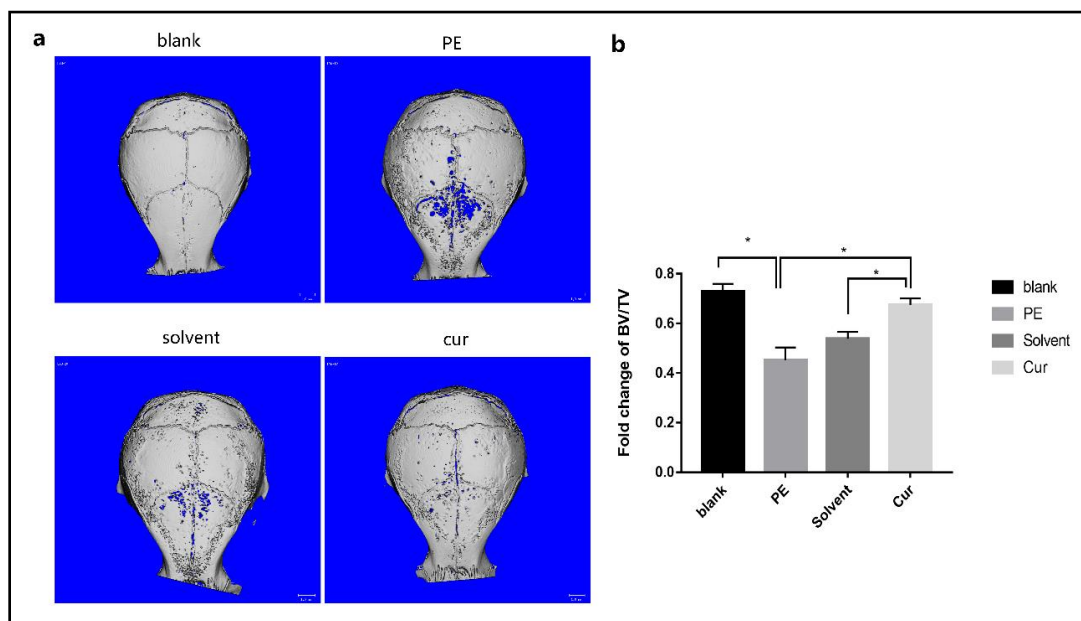 a
blank
PE
solvent
cur
b
*
*
*
Fold change of BV/TV
0.8
0.6
0.4
0.2
0.0
blank
PE
Solvent
Cur
blank
PE
Solvent
Cur